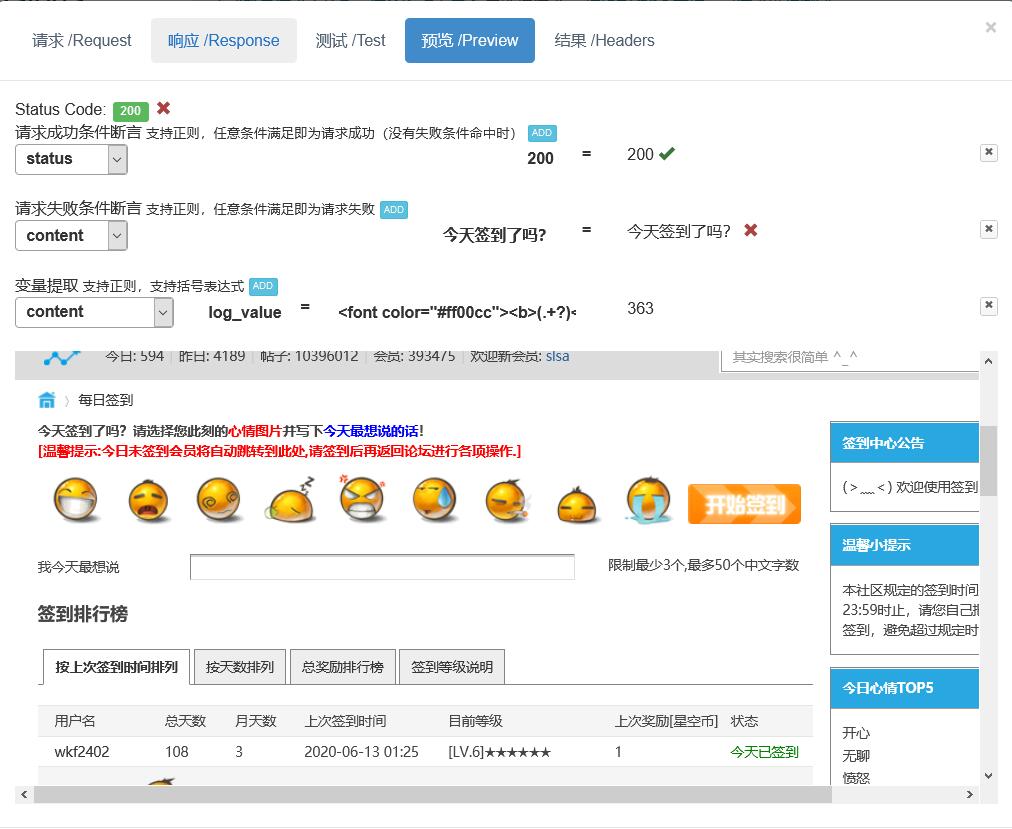 请求 /Request 响应 /Response 测试 /Test 预览 /Preview 结果 /Headers
Status Code: 200
请求成功条件断言 支持正则，任意条件满足即为请求成功（没有失败条件命中时） ADD
status 200 = 200
请求失败条件断言 支持正则，任意条件满足即为请求失败 ADD
content 今天签到了吗? = 今天签到了吗?
变量提取 支持正则，支持括号表达式 ADD
content log_value = <font color="#ff00cc"><b>(.+?)< 363
今日: 594 | 昨日: 4189 | 帖子: 10396012 | 会员: 393475 | 欢迎新会员: slsa 其实搜索很简单 ^_^
〉 每日签到
今天签到了吗？请选择您此刻的心情图片并写下今天最想说的话!
[温馨提示:今日未签到会员将自动跳转到此处,请签到后再返回论坛进行各项操作.]
开始签到
我今天最想说 限制最少3个,最多50个中文字数
签到排行榜
按上次签到时间排列 按天数排列 总奖励排行榜 签到等级说明
用户名 总天数 月天数 上次签到时间 目前等级 上次奖励[星空币] 状态
wkf2402 108 3 2020-06-13 01:25 [LV.6]★★★★★★ 1 今天已签到
签到中心公告
(>﹏<) 欢迎使用签到
温馨小提示
本社区规定的签到时间
23:59时止，请您自己把
签到，避免超过规定时
今日心情TOP5
开心
无聊
愤怒